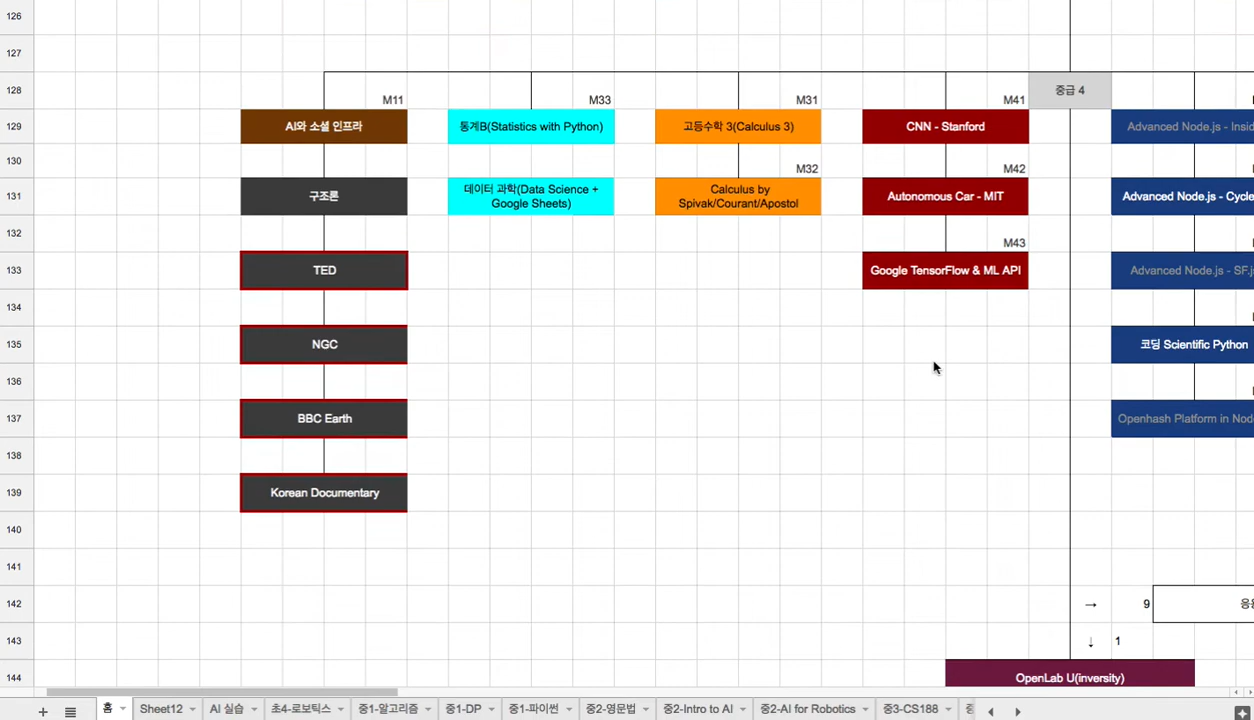 126
127
128
중급 4
M11
M33
M31
M41
129
AI와 소셜 인프라
통계B(Statistics with Python)
고등수학 3(Calculus 3)
CNN - Stanford
Advanced Node.js - Insid
130
M32
M42
131
구조론
데이터 과학(Data Science +
Google Sheets)
Calculus by
Spivak/Courant/Apostol
Autonomous Car - MIT
Advanced Node.js - Cycle
132
M43
133
TED
Google TensorFlow & ML API
Advanced Node.js - SF.j
134
135
NGC
코딩 Scientific Python
136
137
BBC Earth
Openhash Platform in Nod
138
139
Korean Documentary
140
141
142
→ 9
143
↓ 1
144
OpenLab U(inversity)
+ 홈 Sheet12 AI 실습 초4-로보틱스 중1-알고리즘 중1-DP 중1-파이썬 중2-영문법 중2-Intro to AI 중2-AI for Robotics 중3-CS188